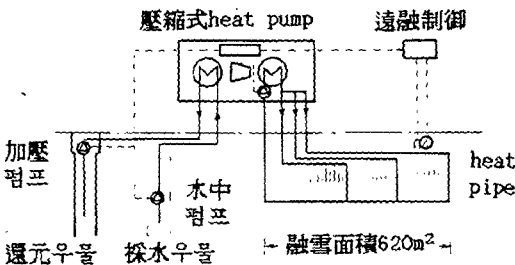 壓縮式heat pump
遠融制御
加壓
펌프
水中
펌프
heat
pipe
還元우물
採水우물
融雪面積620m²